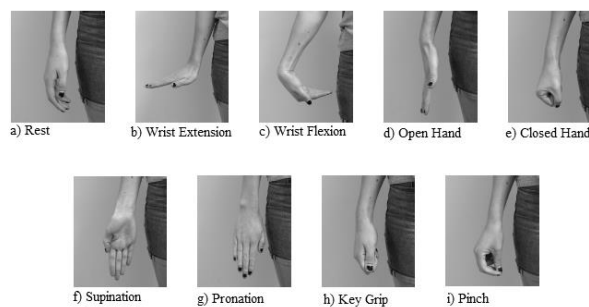 a) Rest
b) Wrist Extension
c) Wrist Flexion
d) Open Hand
e) Closed Hand
f) Supination
g) Pronation
h) Key Grip
i) Pinch